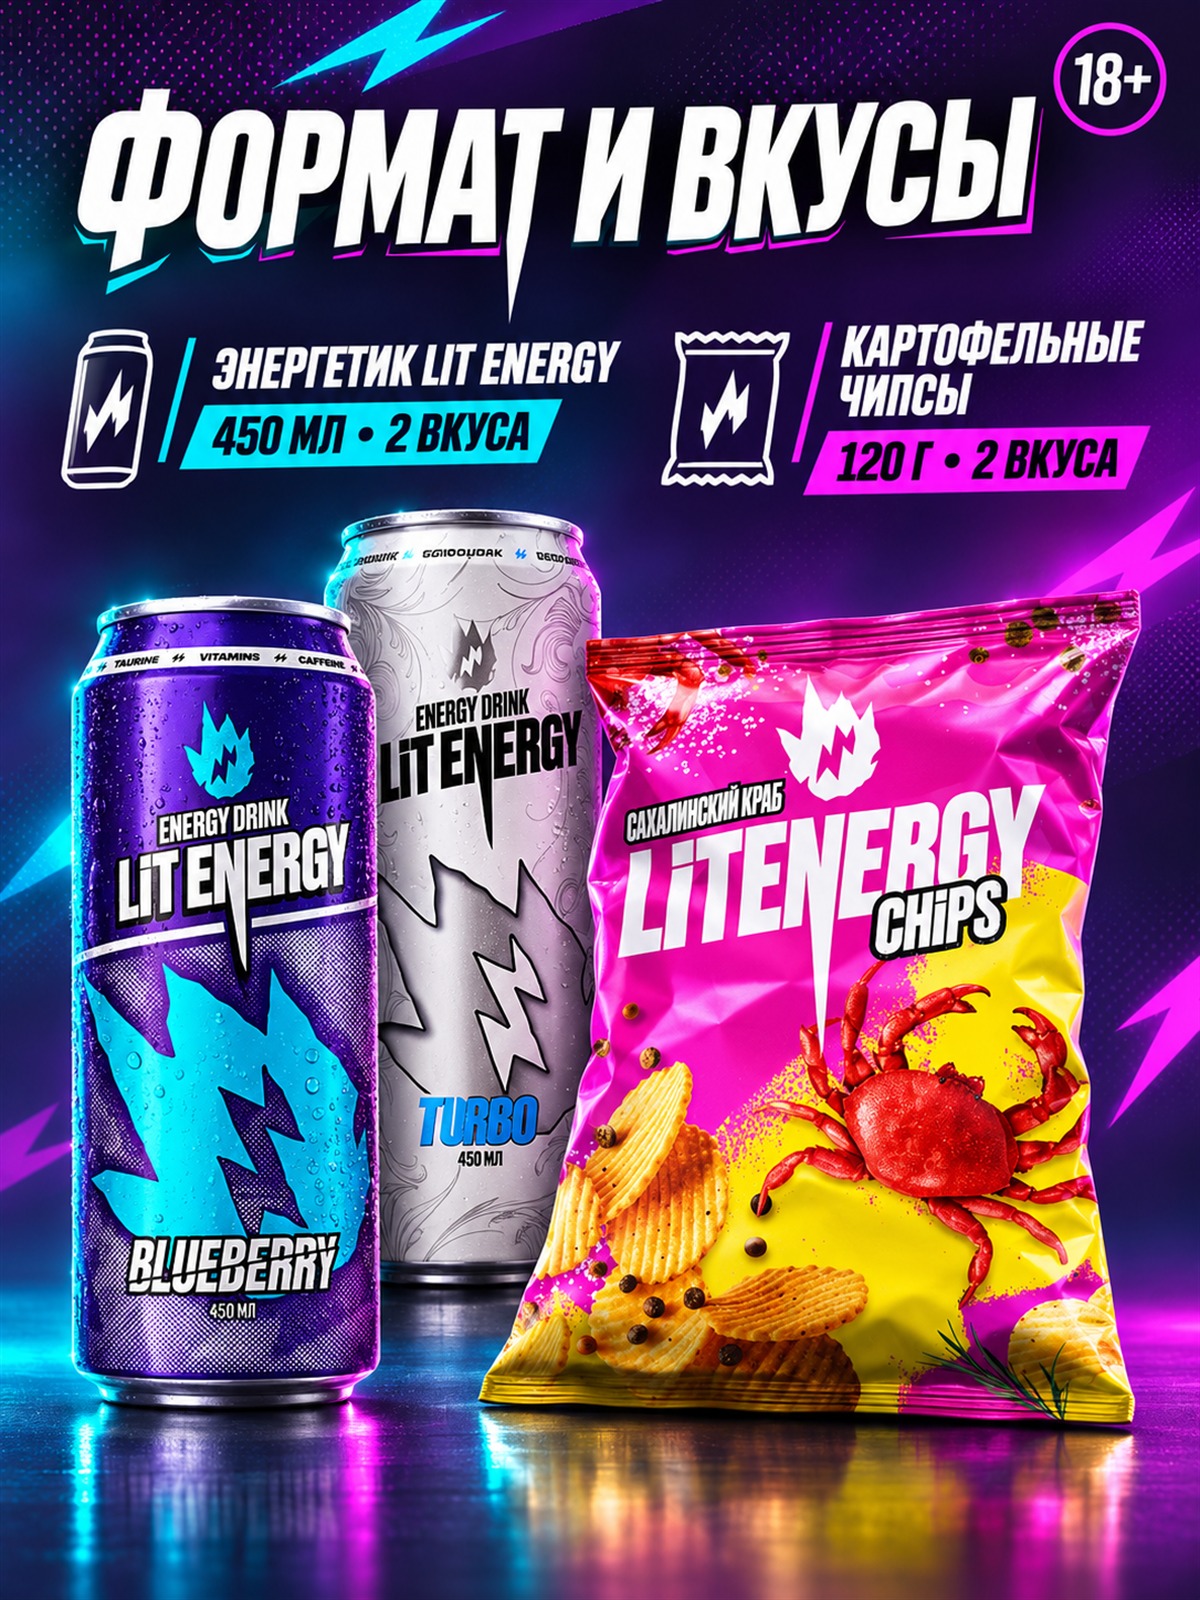 18+
ФОРМАТ И ВКУСЫ
ЭНЕРГЕТИК LIT ENERGY
450 МЛ • 2 ВКУСА
КАРТОФЕЛЬНЫЕ
ЧИПСЫ
120 Г • 2 ВКУСА
TAURINE VITAMINS CAFFEINE
ENERGY DRINK
LiT ENERGY
BLUEBERRY
450 МЛ
ENERGY DRINK
LiT ENERGY
TURBO
450 МЛ
САХАЛИНСКИЙ КРАБ
LiTENERGY
CHiPS